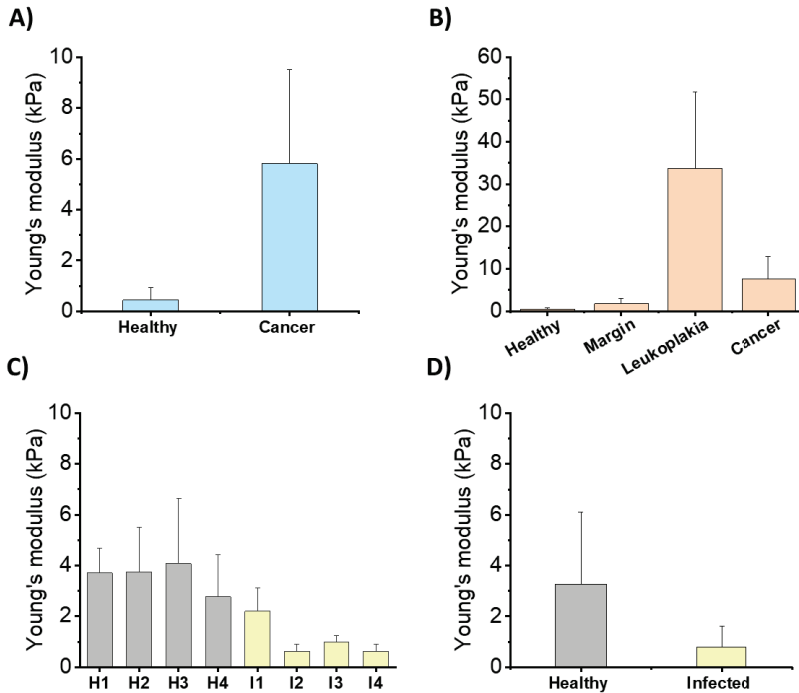 A)
Young's modulus (kPa)
10
8
6
4
2
0
Healthy Cancer
B)
Young's modulus (kPa)
60
50
40
30
20
10
0
Healthy Margin Leukoplakia Cancer
C)
Young's modulus (kPa)
10
8
6
4
2
0
H1 H2 H3 H4 I1 I2 I3 I4
D)
Young's modulus (kPa)
10
8
6
4
2
0
Healthy Infected